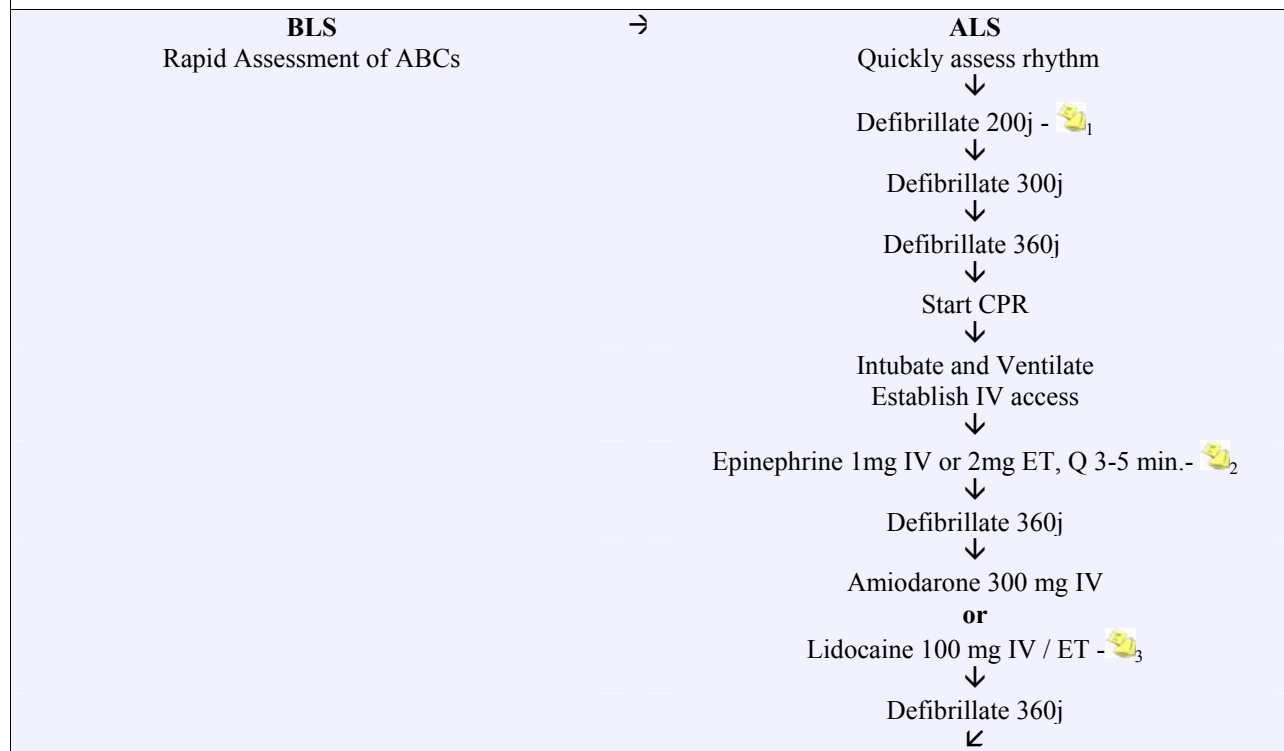 BLS → ALS
Rapid Assessment of ABCs Quickly assess rhythm
↓
Defibrillate 200j - 1
↓
Defibrillate 300j
↓
Defibrillate 360j
↓
Start CPR
↓
Intubate and Ventilate
Establish IV access
↓
Epinephrine 1mg IV or 2mg ET, Q 3-5 min.- 2
↓
Defibrillate 360j
↓
Amiodarone 300 mg IV
or
Lidocaine 100 mg IV / ET - 3
↓
Defibrillate 360j
↙